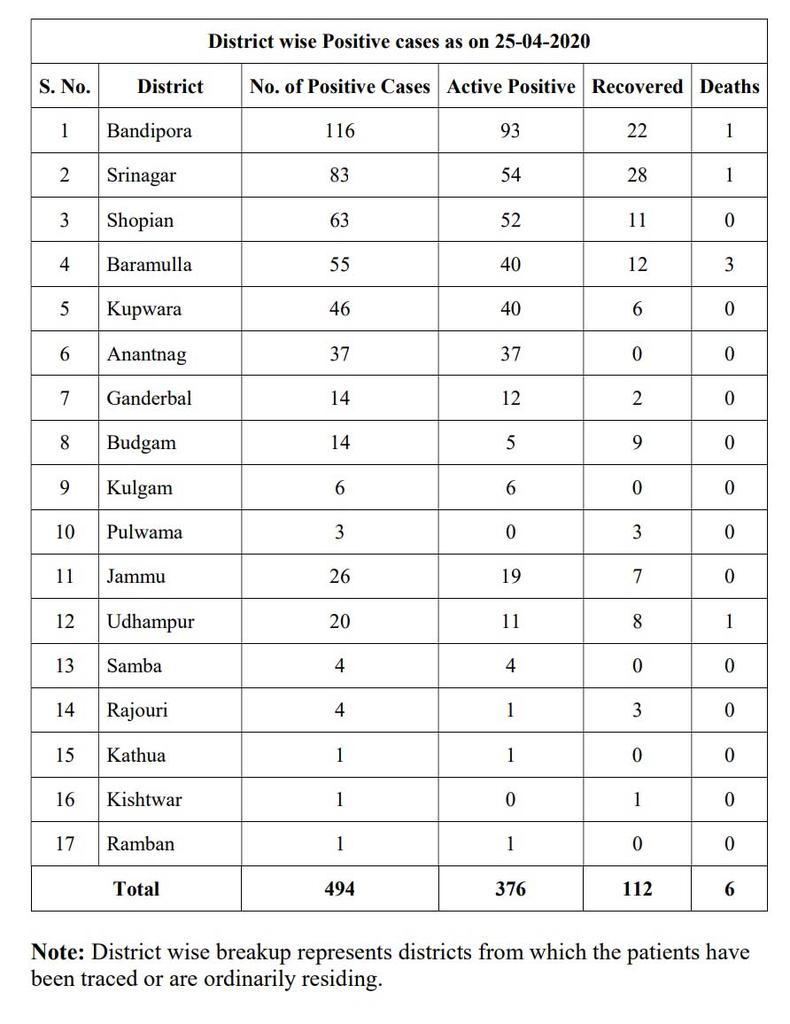 District wise Positive cases as on 25-04-2020
S. No. District No. of Positive Cases Active Positive Recovered Deaths
1 Bandipora 116 93 22 1
2 Srinagar 83 54 28 1
3 Shopian 63 52 11 0
4 Baramulla 55 40 12 3
5 Kupwara 46 40 6 0
6 Anantnag 37 37 0 0
7 Ganderbal 14 12 2 0
8 Budgam 14 5 9 0
9 Kulgam 6 6 0 0
10 Pulwama 3 0 3 0
11 Jammu 26 19 7 0
12 Udhampur 20 11 8 1
13 Samba 4 4 0 0
14 Rajouri 4 1 3 0
15 Kathua 1 1 0 0
16 Kishtwar 1 0 1 0
17 Ramban 1 1 0 0
Total 494 376 112 6
Note: District wise breakup represents districts from which the patients have
been traced or are ordinarily residing.